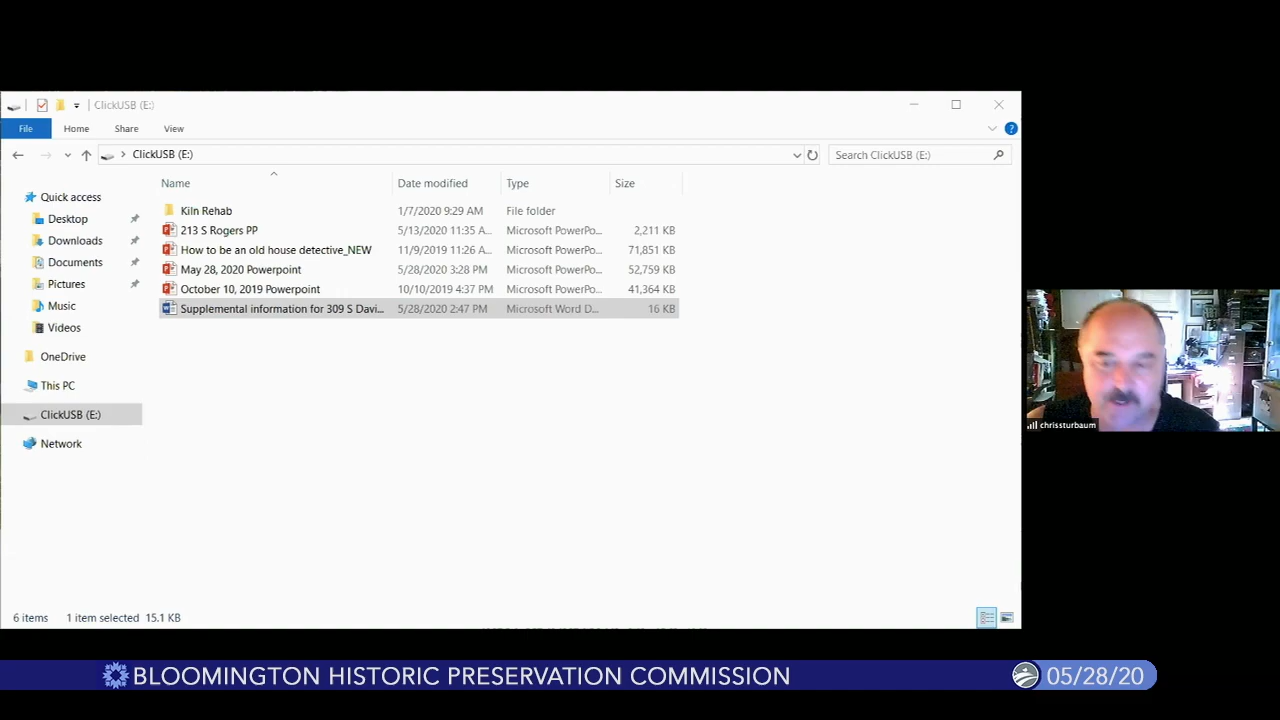 ClickUSB (E:)
File Home Share View
ClickUSB (E:) Search ClickUSB (E:)
Name Date modified Type Size
Quick access
Desktop
Downloads
Documents
Pictures
Music
Videos
OneDrive
This PC
ClickUSB (E:)
Network
Kiln Rehab 1/7/2020 9:29 AM File folder
213 S Rogers PP 5/13/2020 11:35 A... Microsoft PowerPo... 2,211 KB
How to be an old house detective_NEW 11/9/2019 11:26 A... Microsoft PowerPo... 71,851 KB
May 28, 2020 Powerpoint 5/28/2020 3:28 PM Microsoft PowerPo... 52,759 KB
October 10, 2019 Powerpoint 10/10/2019 4:37 PM Microsoft PowerPo... 41,364 KB
Supplemental information for 309 S Davi... 5/28/2020 2:47 PM Microsoft Word D... 16 KB
chrissturbaum
6 items 1 item selected 15.1 KB
BLOOMINGTON HISTORIC PRESERVATION COMMISSION 05/28/20